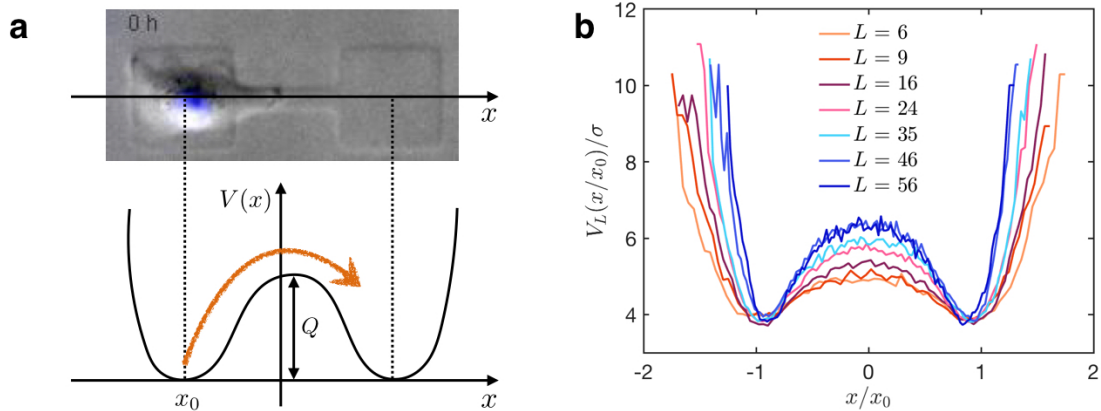 a
0 h
x
V(x)
Q
x₀
x
b
12
10
8
6
4
V_L(x/x₀)/σ
L = 6
L = 9
L = 16
L = 24
L = 35
L = 46
L = 56
-2
-1
0
1
2
x/x₀